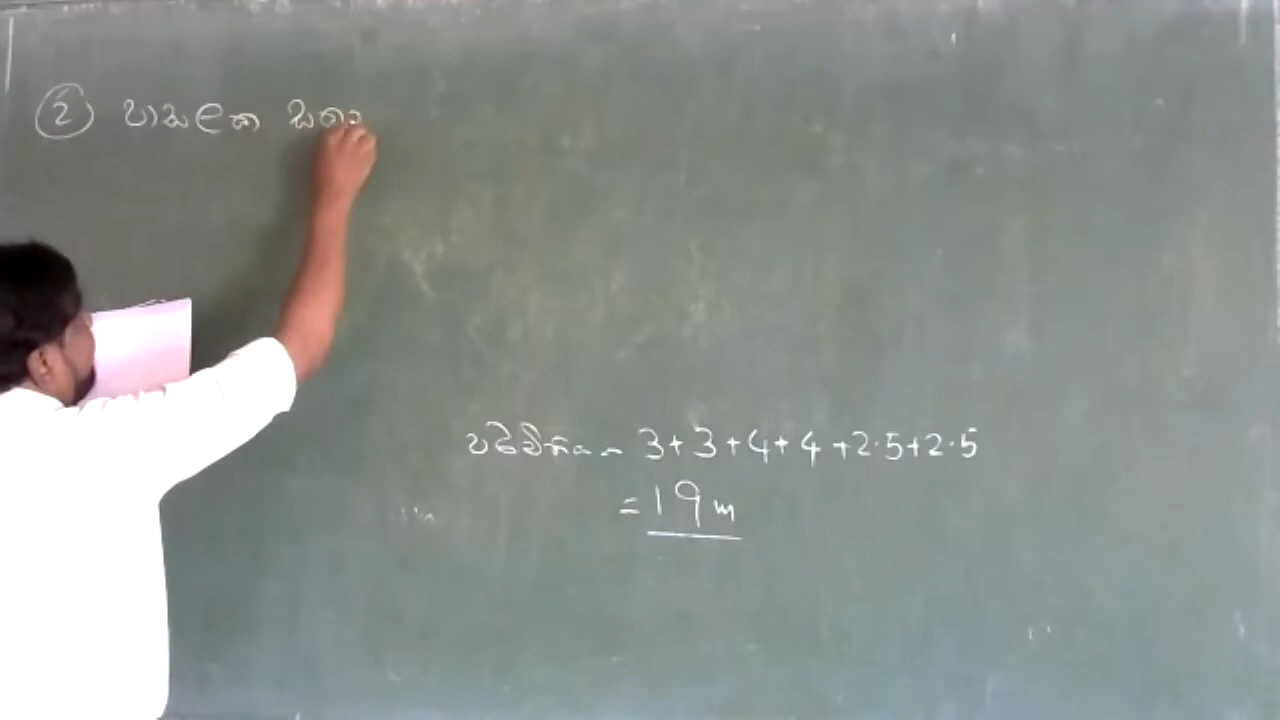 ② පාසලක සභා
පරිමිතිය = 3+3+4+4+2.5+2.5
= 19 m